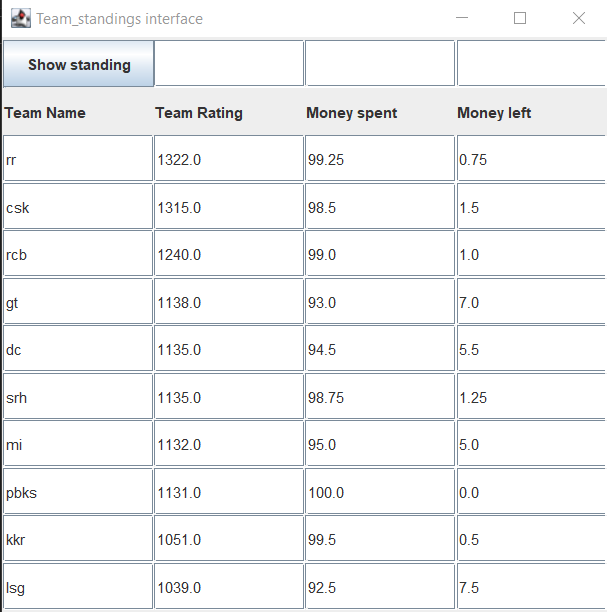 Team_standings interface
Show standing
Team Name Team Rating Money spent Money left
rr 1322.0 99.25 0.75
csk 1315.0 98.5 1.5
rcb 1240.0 99.0 1.0
gt 1138.0 93.0 7.0
dc 1135.0 94.5 5.5
srh 1135.0 98.75 1.25
mi 1132.0 95.0 5.0
pbks 1131.0 100.0 0.0
kkr 1051.0 99.5 0.5
lsg 1039.0 92.5 7.5